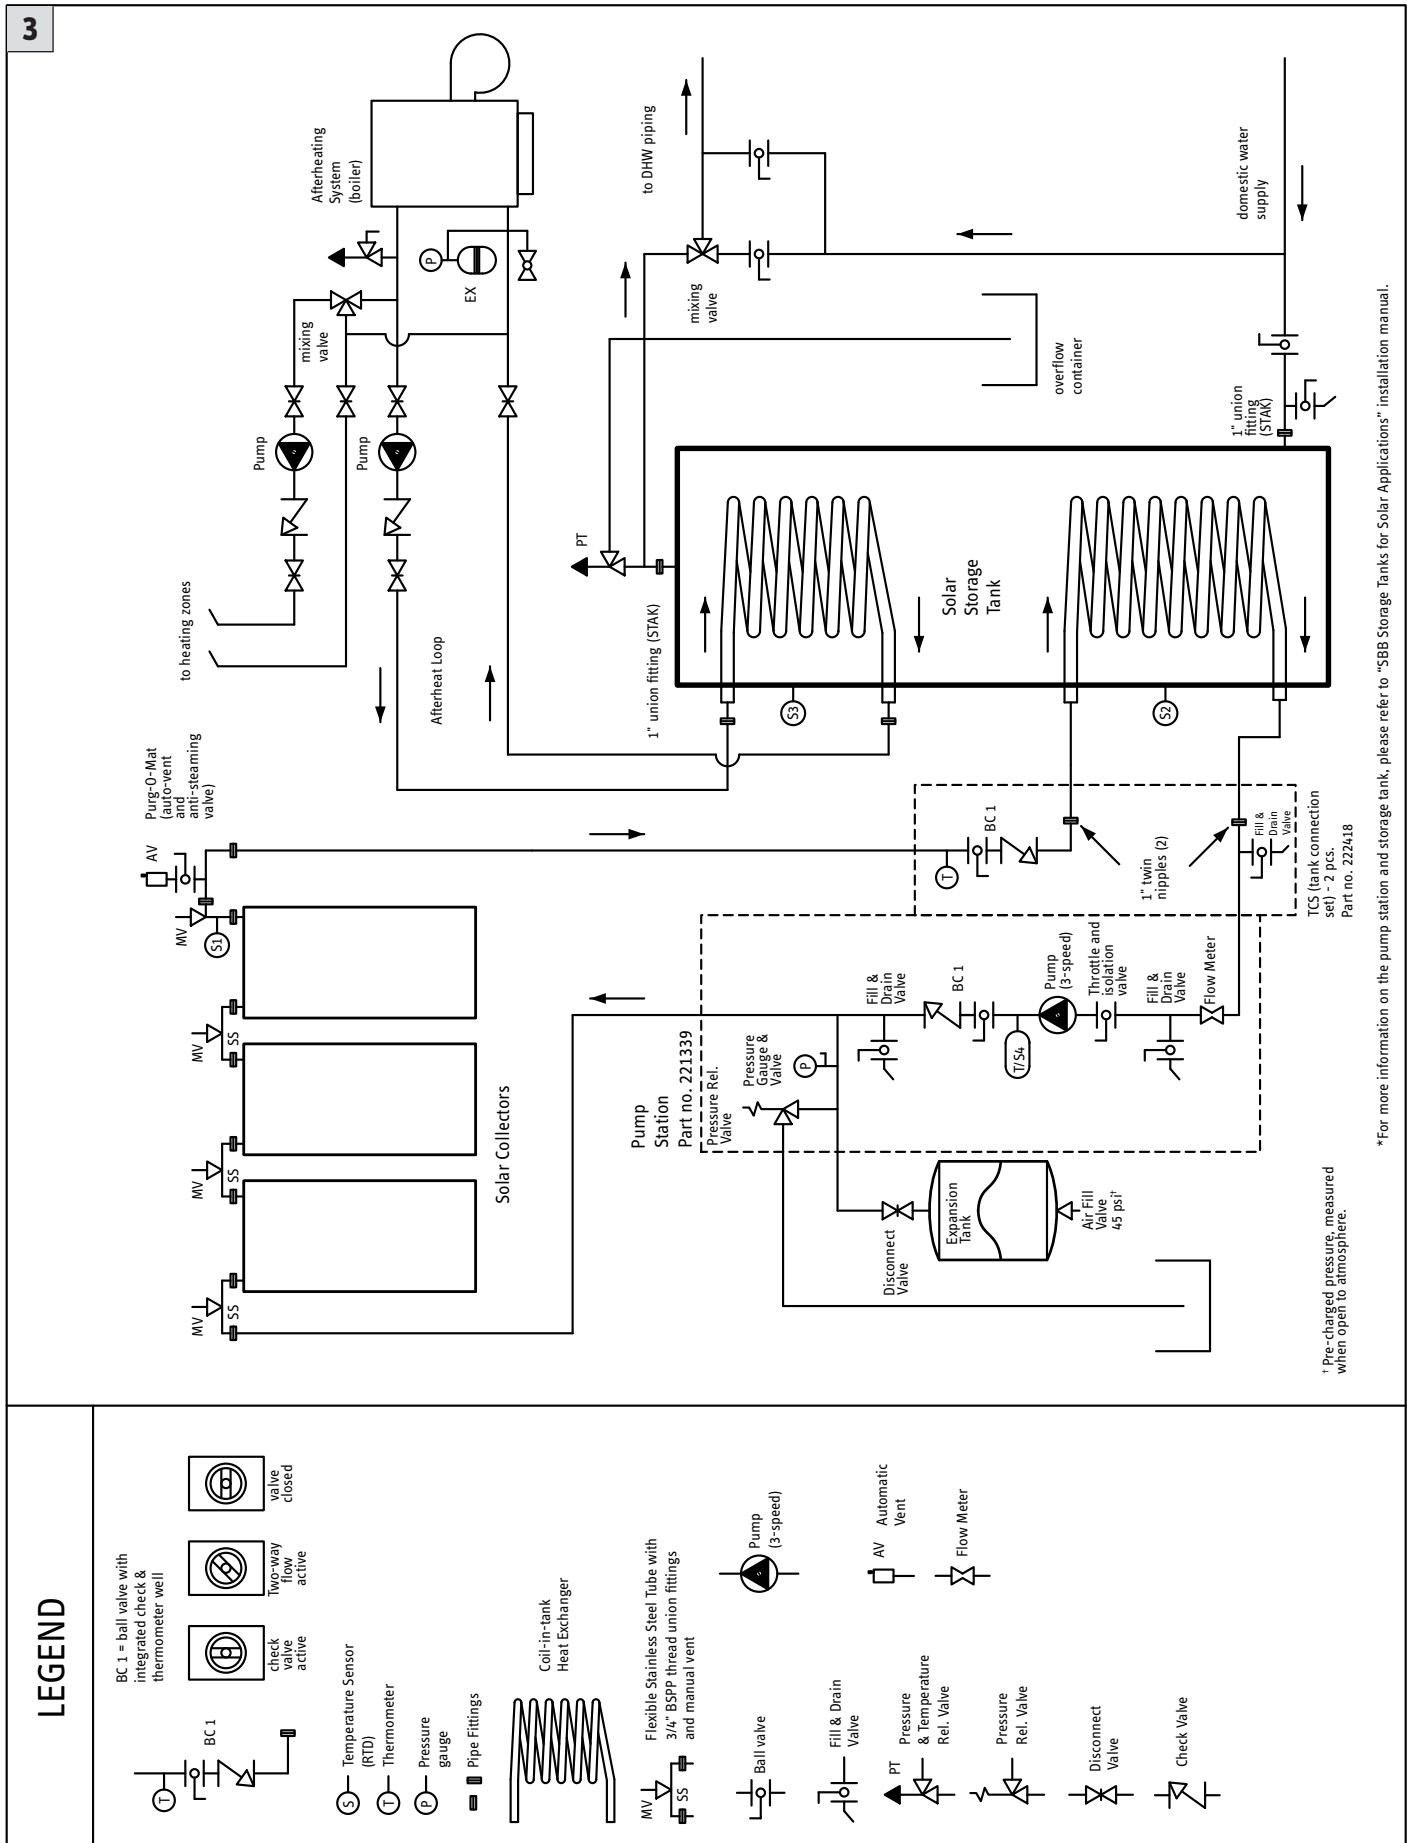 3
Afterheating
System
(boiler)
to DHW piping
domestic water
supply
P
EX
mixing
valve
mixing
valve
overflow
container
Pump
Pump
1" union
fitting
(STAK)
PT
to heating zones
Afterheat Loop
1" union fitting (STAK)
Solar
Storage
Tank
S3
S2
Purg-O-Mat
(auto-vent
and
anti-steaming
valve)
AV
MV
S1
T
BC 1
1" twin
nipples (2)
Fill &
Drain
Valve
TCS (tank connection
set) - 2 pcs.
Part no. 222418
MV
SS
MV
SS
MV
SS
Solar Collectors
Pump
Station
Part no. 221339
Pressure Rel.
Valve
Pressure
Gauge &
Valve
P
Fill &
Drain
Valve
BC 1
T/S4
Pump
(3-speed)
Throttle and
isolation
valve
Fill &
Drain
Valve
Flow Meter
Disconnect
Valve
Expansion
Tank
Air Fill
Valve
45 psi†
† Pre-charged pressure, measured
when open to atmosphere.
*For more information on the pump station and storage tank, please refer to "SBB Storage Tanks for Solar Applications" installation manual.
LEGEND
BC 1 = ball valve with
integrated check &
thermometer well
T
BC 1
check
valve
active
Two-way
flow
active
valve
closed
S
Temperature Sensor
(RTD)
T
Thermometer
P
Pressure
gauge
Pipe Fittings
Coil-in-tank
Heat Exchanger
MV
SS
Flexible Stainless Steel Tube with
3/4" BSPP thread union fittings
and manual vent
Ball valve
Pump
(3-speed)
Fill & Drain
Valve
AV
Automatic
Vent
PT
Pressure
& Temperature
Rel. Valve
Flow Meter
Pressure
Rel. Valve
Disconnect
Valve
Check Valve